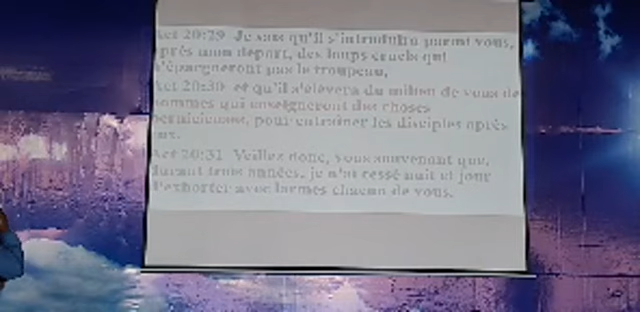 Act 20:29 Je sais qu'il s'introduira parmi vous,
après mon départ, des loups cruels qui
n'épargneront pas le troupeau,
Act 20:30 et qu'il s'élèvera du milieu de vous de
hommes qui enseigneront des choses
pernicieuses, pour entraîner les disciples après
eux.
Act 20:31 Veillez donc, vous souvenant que,
durant trois années, je n'ai cessé nuit et jour
d'exhorter avec larmes chacun de vous.